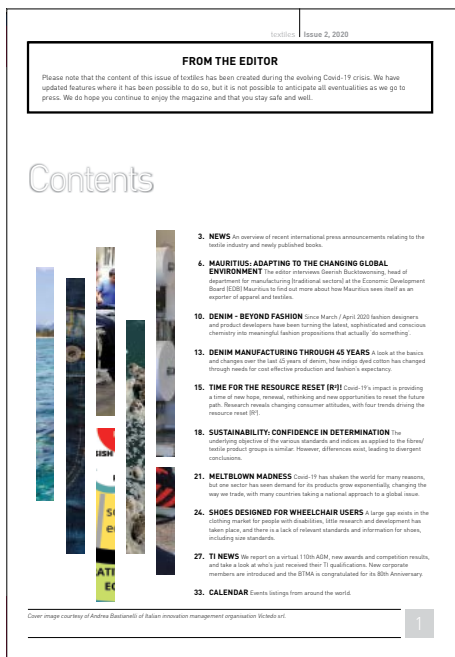 textiles Issue 2, 2020
FROM THE EDITOR
Please note that the content of this issue of textiles has been created during the evolving Covid-19 crisis. We have
updated features where it has been possible to do so, but it is not possible to anticipate all eventualities as we go to
press. We do hope you continue to enjoy the magazine and that you stay safe and well.
Contents
3. NEWS An overview of recent international press announcements relating to the
textile industry and newly published books.
6. MAURITIUS: ADAPTING TO THE CHANGING GLOBAL
ENVIRONMENT The editor interviews Geerish Bucktowonsing, head of
department for manufacturing (traditional sectors) at the Economic Development
Board (EDB) Mauritius to find out more about how Mauritius sees itself as an
exporter of apparel and textiles.
10. DENIM - BEYOND FASHION Since March / April 2020 fashion designers
and product developers have been turning the latest, sophisticated and conscious
chemistry into meaningful fashion propositions that actually 'do something'.
13. DENIM MANUFACTURING THROUGH 45 YEARS A look at the basics
and changes over the last 45 years of denim, how indigo dyed cotton has changed
through needs for cost effective production and fashion's expectancy.
15. TIME FOR THE RESOURCE RESET (R²)! Covid-19's impact is providing
a time of new hope, renewal, rethinking and new opportunities to reset the future
path. Research reveals changing consumer attitudes, with four trends driving the
resource reset (R²).
18. SUSTAINABILITY: CONFIDENCE IN DETERMINATION The
underlying objective of the various standards and indices as applied to the fibres/
textile product groups is similar. However, differences exist, leading to divergent
conclusions.
21. MELTBLOWN MADNESS Covid-19 has shaken the world for many reasons,
but one sector has seen demand for its products grow exponentially, changing the
way we trade, with many countries taking a national approach to a global issue.
24. SHOES DESIGNED FOR WHEELCHAIR USERS A large gap exists in the
clothing market for people with disabilities, little research and development has
taken place, and there is a lack of relevant standards and information for shoes,
including size standards.
27. TI NEWS We report on a virtual 110th AGM, new awards and competition results,
and take a look at who's just received their TI qualifications. New corporate
members are introduced and the BTMA is congratulated for its 80th Anniversary.
33. CALENDAR Events listings from around the world.
Cover image courtesy of Andrea Bastianelli of Italian innovation management organisation Victedo srl.
1